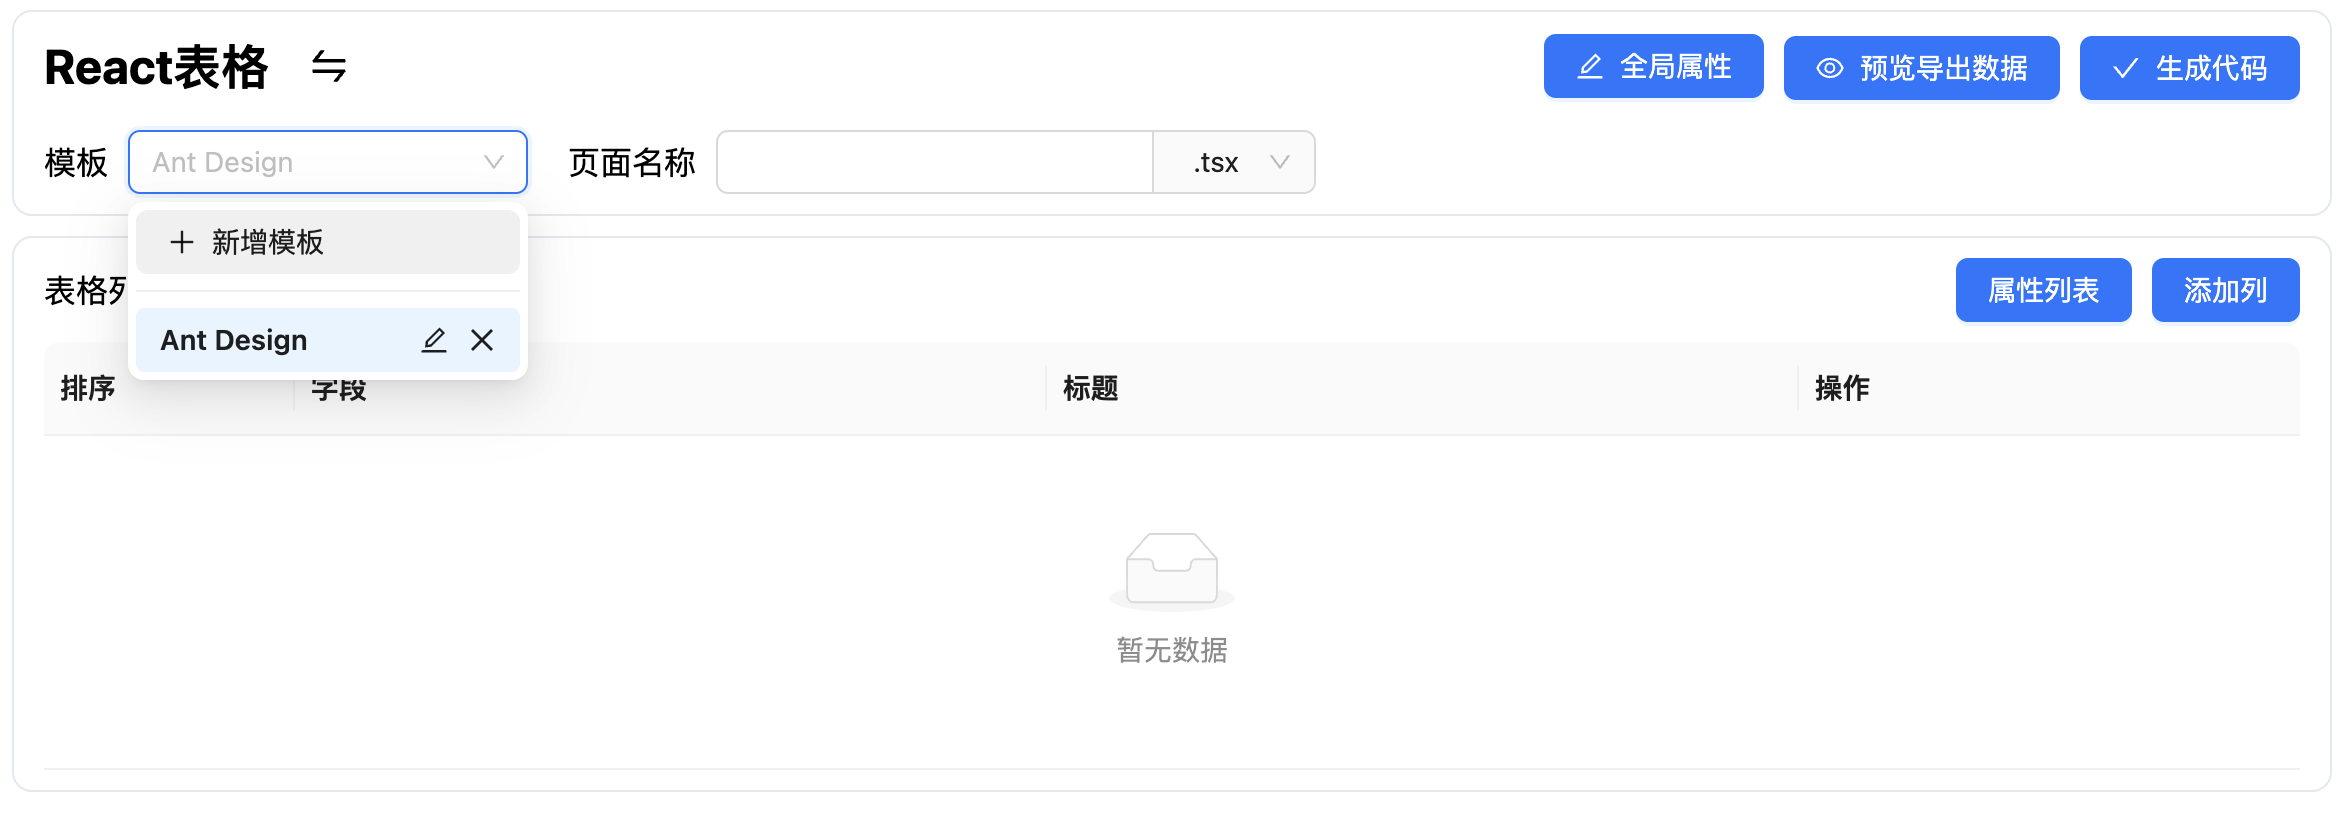 React表格
全局属性
预览导出数据
生成代码
模板
Ant Design
页面名称
.tsx
新增模板
Ant Design
表格列
属性列表
添加列
排序
字段
标题
操作
暂无数据